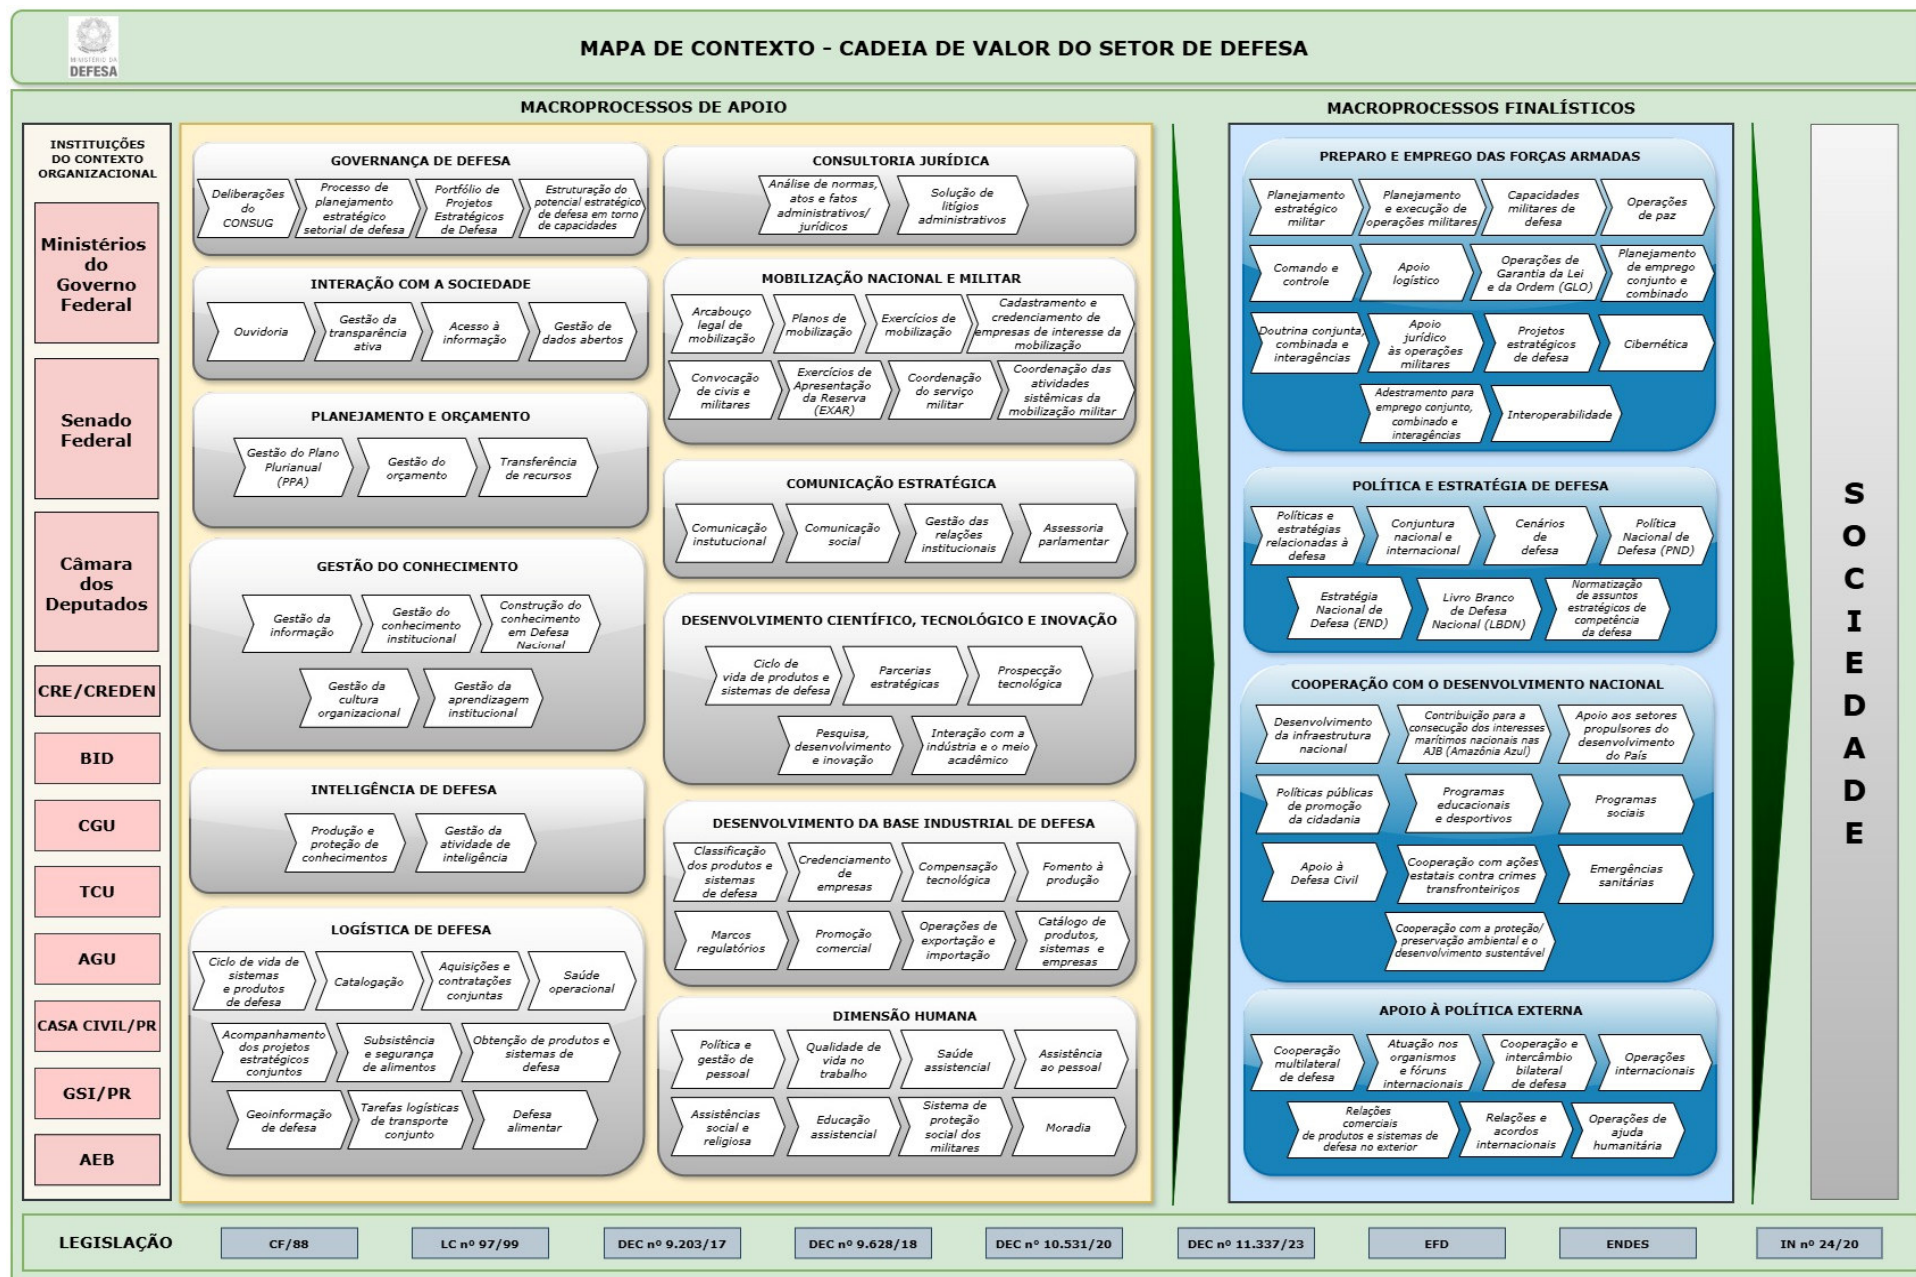 MINISTÉRIO DA
DEFESA
MAPA DE CONTEXTO - CADEIA DE VALOR DO SETOR DE DEFESA
MACROPROCESSOS DE APOIO
MACROPROCESSOS FINALÍSTICOS
INSTITUIÇÕES
DO CONTEXTO
ORGANIZACIONAL
Ministérios
do
Governo
Federal
Senado
Federal
Câmara
dos
Deputados
CRE/CREDEN
BID
CGU
TCU
AGU
CASA CIVIL/PR
GSI/PR
AEB
GOVERNANÇA DE DEFESA
Deliberações
do
CONSUG
Processo de
planejamento
estratégico
setorial de defesa
Portfólio de
Projetos
Estratégicos
de Defesa
Estruturação do
potencial estratégico
de defesa em torno
de capacidades
INTERAÇÃO COM A SOCIEDADE
Ouvidoria
Gestão da
transparência
ativa
Acesso à
informação
Gestão de
dados abertos
PLANEJAMENTO E ORÇAMENTO
Gestão do Plano
Plurianual
(PPA)
Gestão do
orçamento
Transferência
de recursos
GESTÃO DO CONHECIMENTO
Gestão da
informação
Gestão do
conhecimento
institucional
Construção do
conhecimento
em Defesa
Nacional
Gestão da
cultura
organizacional
Gestão da
aprendizagem
institucional
INTELIGÊNCIA DE DEFESA
Produção e
proteção de
conhecimentos
Gestão da
atividade de
inteligência
LOGÍSTICA DE DEFESA
Ciclo de vida de
sistemas
e produtos
de defesa
Catalogação
Aquisições e
contratações
conjuntas
Saúde
operacional
Acompanhamento
dos projetos
estratégicos
conjuntos
Subsistência
e segurança
de alimentos
Obtenção de produtos e
sistemas de
defesa
Geoinformação
de defesa
Tarefas logísticas
de transporte
conjunto
Defesa
alimentar
CONSULTORIA JURÍDICA
Análise de normas,
atos e fatos
administrativos/
jurídicos
Solução de
litígios
administrativos
MOBILIZAÇÃO NACIONAL E MILITAR
Arcabouço
legal de
mobilização
Planos de
mobilização
Exercícios de
mobilização
Cadastramento e
credenciamento de
empresas de interesse da
mobilização
Convocação
de civis e
militares
Exercícios de
Apresentação
da Reserva
(EXAR)
Coordenação
do serviço
militar
Coordenação das
atividades
sistêmicas da
mobilização militar
COMUNICAÇÃO ESTRATÉGICA
Comunicação
instutucional
Comunicação
social
Gestão das
relações
institucionais
Assessoria
parlamentar
DESENVOLVIMENTO CIENTÍFICO, TECNOLÓGICO E INOVAÇÃO
Ciclo de
vida de produtos e
sistemas de defesa
Parcerias
estratégicas
Prospecção
tecnológica
Pesquisa,
desenvolvimento
e inovação
Interação com a
indústria e o meio
acadêmico
DESENVOLVIMENTO DA BASE INDUSTRIAL DE DEFESA
Classificação
dos produtos e
sistemas
de defesa
Credenciamento
de
empresas
Compensação
tecnológica
Fomento à
produção
Marcos
regulatórios
Promoção
comercial
Operações de
exportação e
importação
Catálogo de
produtos,
sistemas e
empresas
DIMENSÃO HUMANA
Política e
gestão de
pessoal
Qualidade de
vida no
trabalho
Saúde
assistencial
Assistência
ao pessoal
Assistências
social e
religiosa
Educação
assistencial
Sistema de
proteção
social dos
militares
Moradia
PREPARO E EMPREGO DAS FORÇAS ARMADAS
Planejamento
estratégico
militar
Planejamento
e execução de
operações militares
Capacidades
militares de
defesa
Operações
de paz
Comando e
controle
Apoio
logístico
Operações de
Garantia da Lei
e da Ordem (GLO)
Planejamento
de emprego
conjunto e
combinado
Doutrina conjunta,
combinada e
interagências
Apoio
jurídico
às operações
militares
Projetos
estratégicos
de defesa
Cibernética
Adestramento para
emprego conjunto,
combinado e
interagências
Interoperabilidade
POLÍTICA E ESTRATÉGIA DE DEFESA
Políticas e
estratégias
relacionadas à
defesa
Conjuntura
nacional e
internacional
Cenários
de
defesa
Política
Nacional de
Defesa (PND)
Estratégia
Nacional de
Defesa (END)
Livro Branco
de Defesa
Nacional (LBDN)
Normatização
de assuntos
estratégicos de
competência
da defesa
COOPERAÇÃO COM O DESENVOLVIMENTO NACIONAL
Desenvolvimento
da infraestrutura
nacional
Contribuição para a
consecução dos interesses
marítimos nacionais nas
AJB (Amazônia Azul)
Apoio aos setores
propulsores do
desenvolvimento
do País
Políticas públicas
de promoção
da cidadania
Programas
educacionais
e desportivos
Programas
sociais
Apoio à
Defesa Civil
Cooperação com ações
estatais contra crimes
transfronteiriços
Emergências
sanitárias
Cooperação com a proteção/
preservação ambiental e o
desenvolvimento sustentável
APOIO À POLÍTICA EXTERNA
Cooperação
multilateral
de defesa
Atuação nos
organismos
e fóruns
internacionais
Cooperação e
intercâmbio
bilateral
de defesa
Operações
internacionais
Relações
comerciais
de produtos e sistemas de
defesa no exterior
Relações e
acordos
internacionais
Operações de
ajuda
humanitária
SOCIEDADE
LEGISLAÇÃO
CF/88
LC nº 97/99
DEC nº 9.203/17
DEC nº 9.628/18
DEC nº 10.531/20
DEC nº 11.337/23
EFD
ENDES
IN nº 24/20